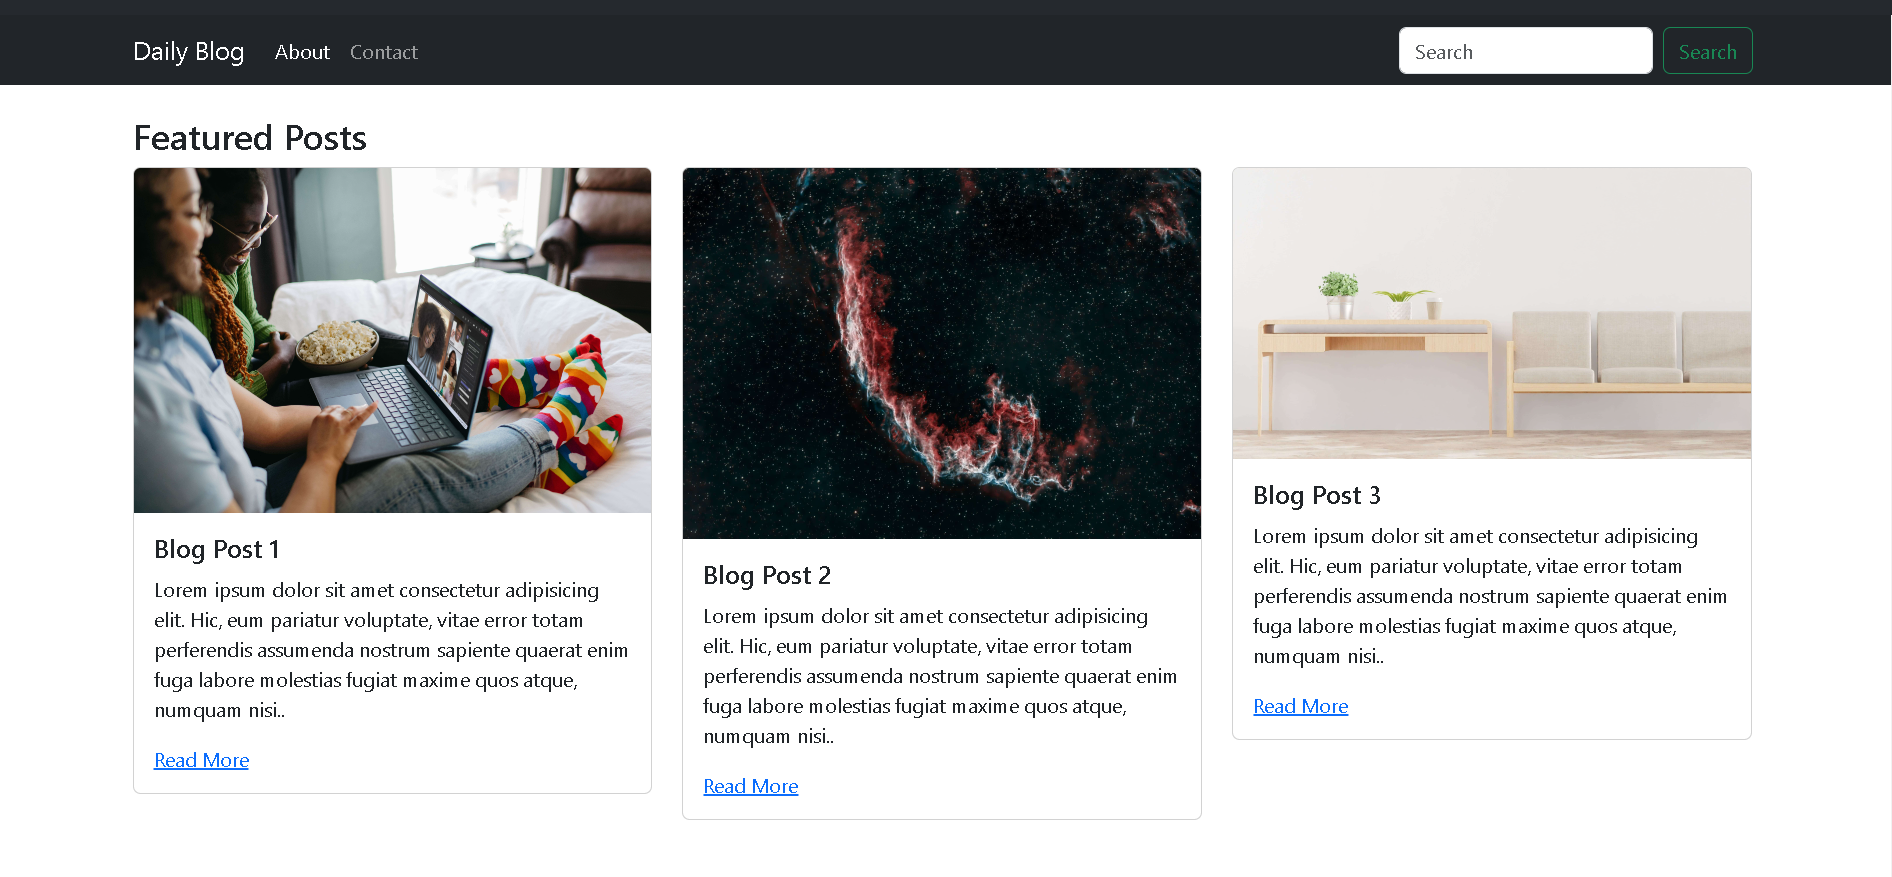 Daily Blog About Contact Search Search
Featured Posts
Blog Post 1
Lorem ipsum dolor sit amet consectetur adipisicing
elit. Hic, eum pariatur voluptate, vitae error totam
perferendis assumenda nostrum sapiente quaerat enim
fuga labore molestias fugiat maxime quos atque,
numquam nisi..
Read More
Blog Post 2
Lorem ipsum dolor sit amet consectetur adipisicing
elit. Hic, eum pariatur voluptate, vitae error totam
perferendis assumenda nostrum sapiente quaerat enim
fuga labore molestias fugiat maxime quos atque,
numquam nisi..
Read More
Blog Post 3
Lorem ipsum dolor sit amet consectetur adipisicing
elit. Hic, eum pariatur voluptate, vitae error totam
perferendis assumenda nostrum sapiente quaerat enim
fuga labore molestias fugiat maxime quos atque,
numquam nisi..
Read More